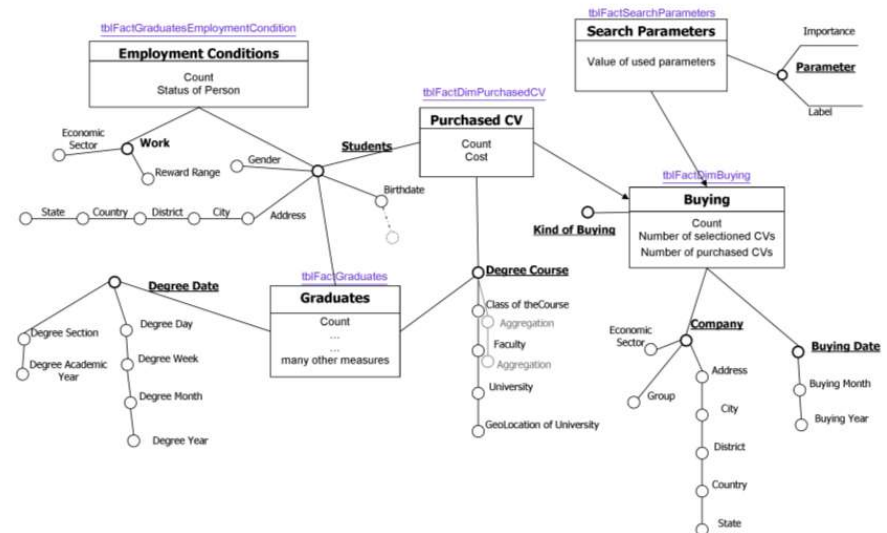 tblFactGraduatesEmploymentCondition
Employment Conditions
Count
Status of Person
tblFactSearchParameters
Search Parameters
Value of used parameters
Importance
Parameter
Label
tblFactDimPurchasedCV
Purchased CV
Count
Cost
Economic
Sector
Work
Reward Range
Gender
Students
Birthdate
State
Country
District
City
Address
tblFactDimBuying
Buying
Count
Number of selectioned CVs
Number of purchased CVs
Kind of Buying
Degree Date
Degree Section
Degree Academic
Year
Degree Day
Degree Week
Degree Month
Degree Year
tblFactGraduates
Graduates
Count
...
...
many other measures
Degree Course
Class of theCourse
Aggregation
Faculty
Aggregation
University
GeoLocation of University
Economic
Sector
Company
Group
Address
City
District
Country
State
Buying Date
Buying Month
Buying Year